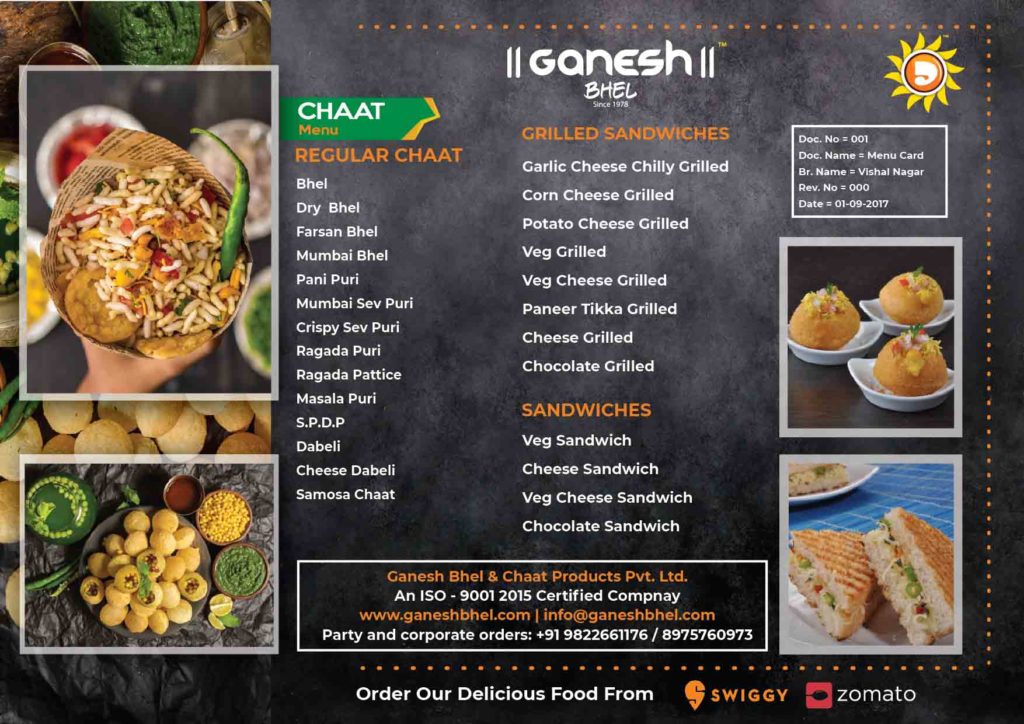 || Ganesh || ™
BHEL
Since 1978
CHAAT
Menu
REGULAR CHAAT
Bhel
Dry Bhel
Farsan Bhel
Mumbai Bhel
Pani Puri
Mumbai Sev Puri
Crispy Sev Puri
Ragada Puri
Ragada Pattice
Masala Puri
S.P.D.P
Dabeli
Cheese Dabeli
Samosa Chaat
GRILLED SANDWICHES
Garlic Cheese Chilly Grilled
Corn Cheese Grilled
Potato Cheese Grilled
Veg Grilled
Veg Cheese Grilled
Paneer Tikka Grilled
Cheese Grilled
Chocolate Grilled
SANDWICHES
Veg Sandwich
Cheese Sandwich
Veg Cheese Sandwich
Chocolate Sandwich
Doc. No = 001
Doc. Name = Menu Card
Br. Name = Vishal Nagar
Rev. No = 000
Date = 01-09-2017
Ganesh Bhel & Chaat Products Pvt. Ltd.
An ISO - 9001 2015 Certified Compnay
www.ganeshbhel.com | info@ganeshbhel.com
Party and corporate orders: +91 9822661176 / 8975760973
Order Our Delicious Food From SWIGGY zomato